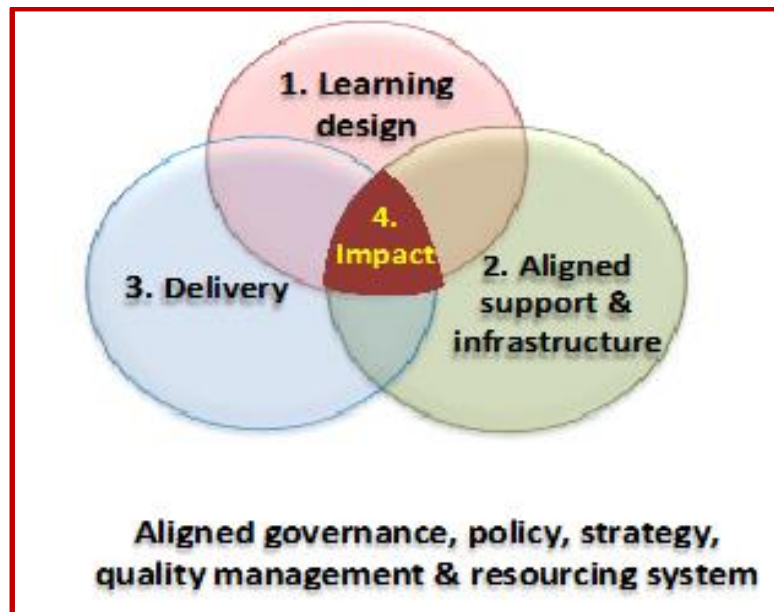 1. Learning
design
4.
Impact
3. Delivery
2. Aligned
support &
infrastructure
Aligned governance, policy, strategy,
quality management & resourcing system